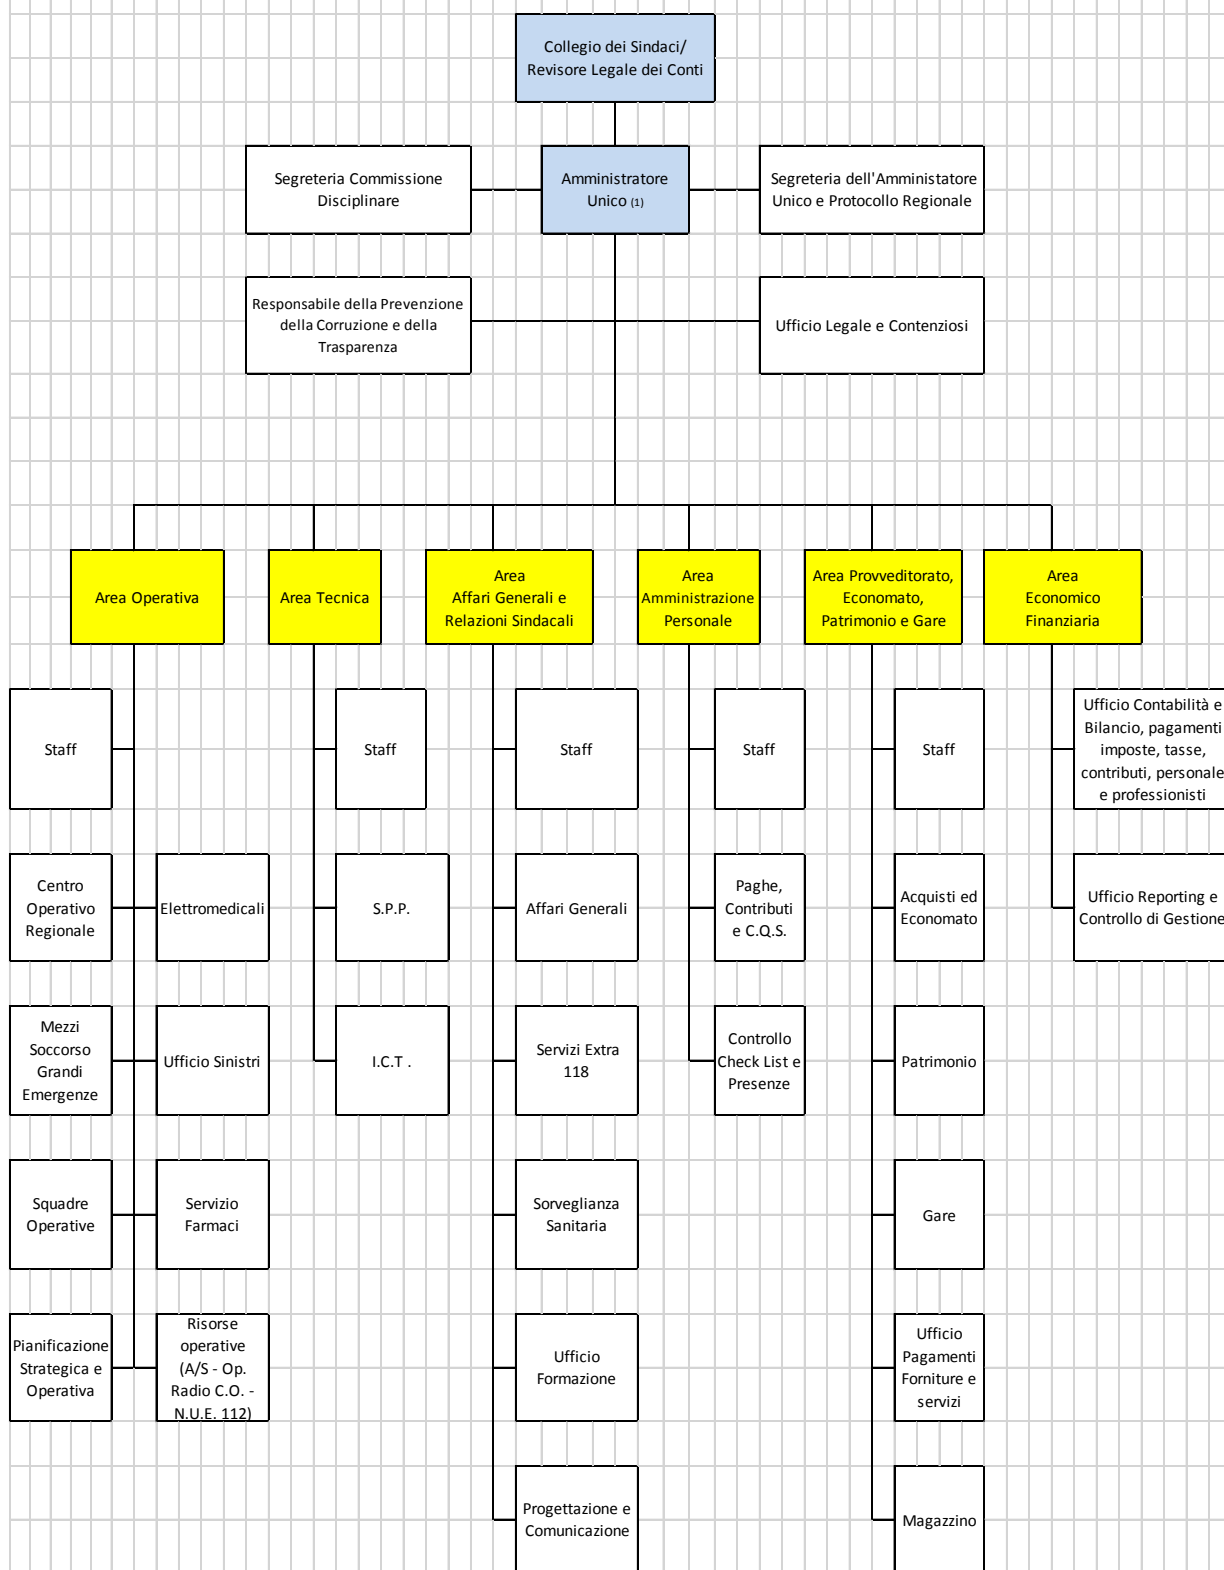 Collegio dei Sindaci/
Revisore Legale dei Conti
Segreteria Commissione
Disciplinare
Amministratore
Unico (1)
Segreteria dell'Amministatore
Unico e Protocollo Regionale
Responsabile della Prevenzione
della Corruzione e della
Trasparenza
Ufficio Legale e Contenziosi
Area Operativa
Area Tecnica
Area
Affari Generali e
Relazioni Sindacali
Area
Amministrazione
Personale
Area Provveditorato,
Economato,
Patrimonio e Gare
Area
Economico
Finanziaria
Staff
Staff
Staff
Staff
Staff
Ufficio Contabilità e
Bilancio, pagamenti
imposte, tasse,
contributi, personale
e professionisti
Centro
Operativo
Regionale
Elettromedicali
S.P.P.
Affari Generali
Paghe,
Contributi
e C.Q.S.
Acquisti ed
Economato
Ufficio Reporting e
Controllo di Gestione
Mezzi
Soccorso
Grandi
Emergenze
Ufficio Sinistri
I.C.T .
Servizi Extra
118
Controllo
Check List e
Presenze
Patrimonio
Squadre
Operative
Servizio
Farmaci
Sorveglianza
Sanitaria
Gare
Pianificazione
Strategica e
Operativa
Risorse
operative
(A/S - Op.
Radio C.O. -
N.U.E. 112)
Ufficio
Formazione
Ufficio
Pagamenti
Forniture e
servizi
Progettazione e
Comunicazione
Magazzino